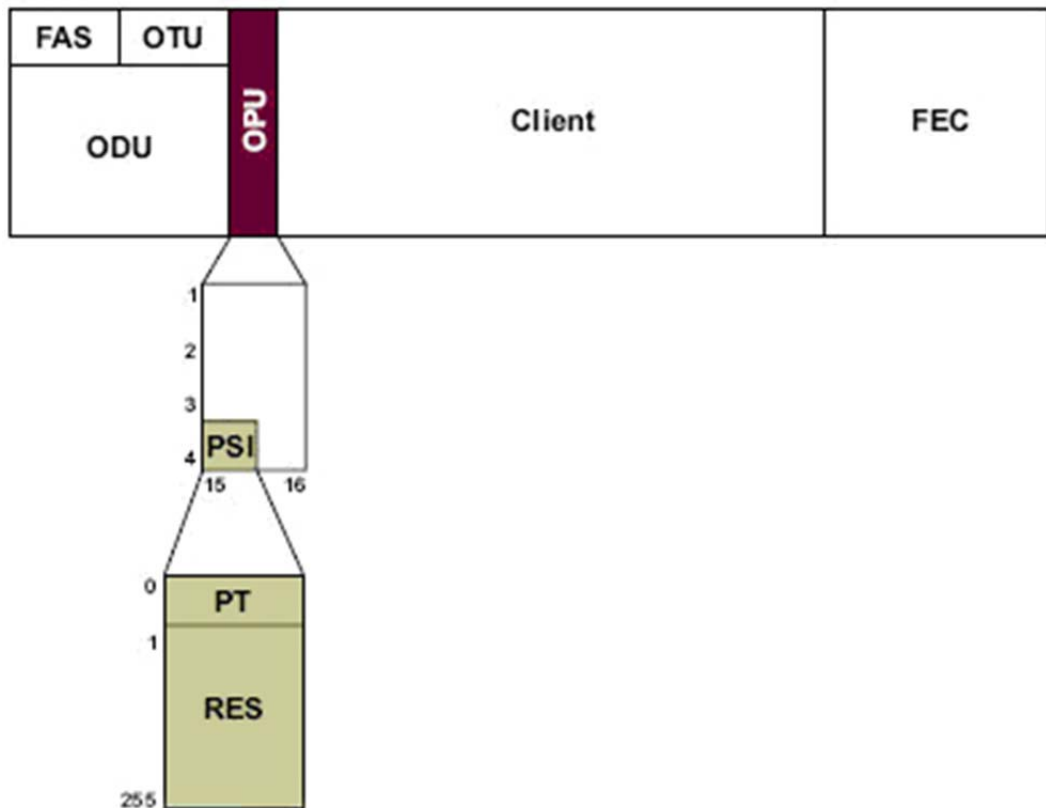 FAS OTU
OPU
Client
FEC
ODU
1
2
3
PSI
4
15 16
0
PT
1
RES
255